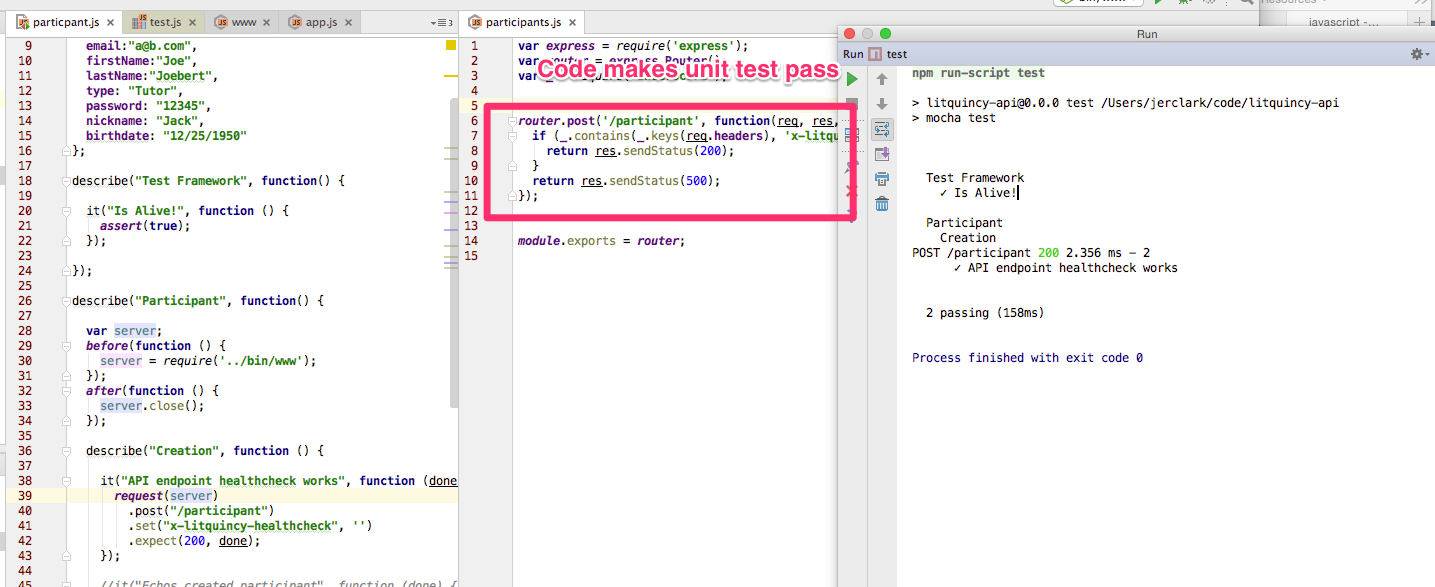 particpant.js
test.js
www
app.js
3
participants.js
javascript -...
Run
Run test
Code makes unit test pass
9 email:"a@b.com",
10 firstName:"Joe",
11 lastName:"Joebert",
12 type: "Tutor",
13 password: "12345",
14 nickname: "Jack",
15 birthdate: "12/25/1950"
16 };
17
18 describe("Test Framework", function() {
19
20 it("Is Alive!", function () {
21 assert(true);
22 });
23
24 });
25
26 describe("Participant", function() {
27
28 var server;
29 before(function () {
30 server = require('../bin/www');
31 });
32 after(function () {
33 server.close();
34 });
35
36 describe("Creation", function () {
37
38 it("API endpoint healthcheck works", function (done
39 request(server)
40 .post("/participant")
41 .set("x-litquincy-healthcheck", '')
42 .expect(200, done);
43 });
44
45 //it("Echos created participant", function (done) {
1 var express = require('express');
2 var
3 var
4
5
6 router.post('/participant', function(req, res,
7 if (_.contains(_.keys(req.headers), 'x-litqu
8 return res.sendStatus(200);
9 }
10 return res.sendStatus(500);
11 });
12
13
14 module.exports = router;
15
npm run-script test
> litquincy-api@0.0.0 test /Users/jerclark/code/litquincy-api
> mocha test
Test Framework
✓ Is Alive!
Participant
Creation
POST /participant 200 2.356 ms - 2
✓ API endpoint healthcheck works
2 passing (158ms)
Process finished with exit code 0